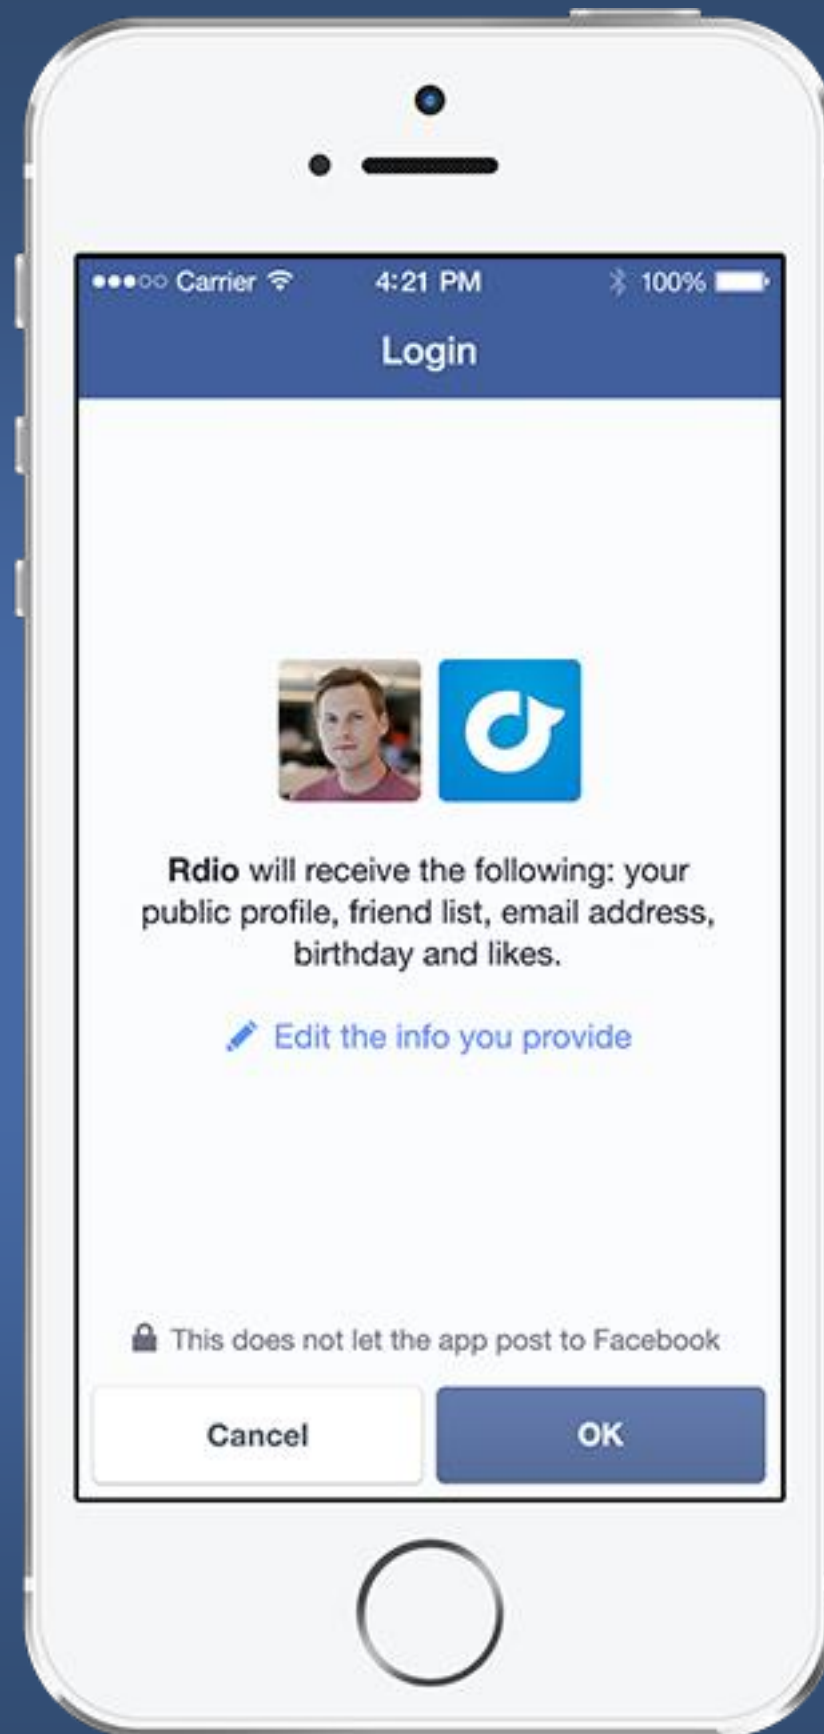 Carrier 4:21 PM 100%
Login
Rdio will receive the following: your
public profile, friend list, email address,
birthday and likes.
Edit the info you provide
This does not let the app post to Facebook
Cancel OK